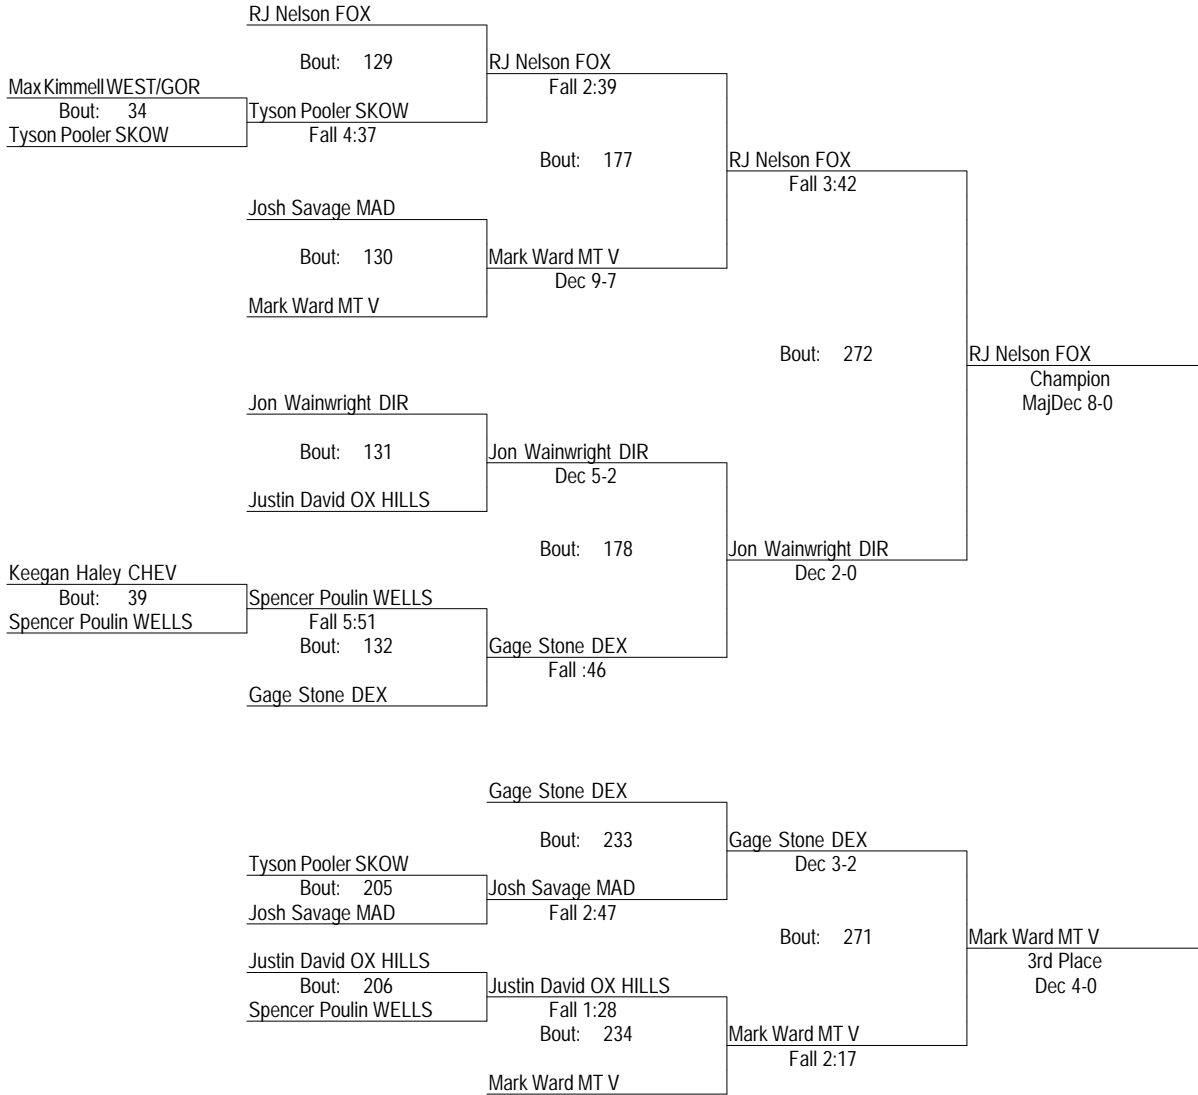 RJ Nelson FOX
Bout: 129
RJ Nelson FOX
Max Kimmell WEST/GOR
Fall 2:39
Bout: 34
Tyson Pooler SKOW
Tyson Pooler SKOW
Fall 4:37
Bout: 177
RJ Nelson FOX
Fall 3:42
Josh Savage MAD
Bout: 130
Mark Ward MT V
Dec 9-7
Mark Ward MT V
Bout: 272
RJ Nelson FOX
Champion
MajDec 8-0
Jon Wainwright DIR
Bout: 131
Jon Wainwright DIR
Dec 5-2
Justin David OX HILLS
Bout: 178
Jon Wainwright DIR
Dec 2-0
Keegan Haley CHEV
Bout: 39
Spencer Poulin WELLS
Spencer Poulin WELLS
Fall 5:51
Bout: 132
Gage Stone DEX
Fall :46
Gage Stone DEX
Gage Stone DEX
Bout: 233
Gage Stone DEX
Dec 3-2
Tyson Pooler SKOW
Bout: 205
Josh Savage MAD
Josh Savage MAD
Fall 2:47
Bout: 271
Mark Ward MT V
3rd Place
Dec 4-0
Justin David OX HILLS
Bout: 206
Justin David OX HILLS
Spencer Poulin WELLS
Fall 1:28
Bout: 234
Mark Ward MT V
Fall 2:17
Mark Ward MT V